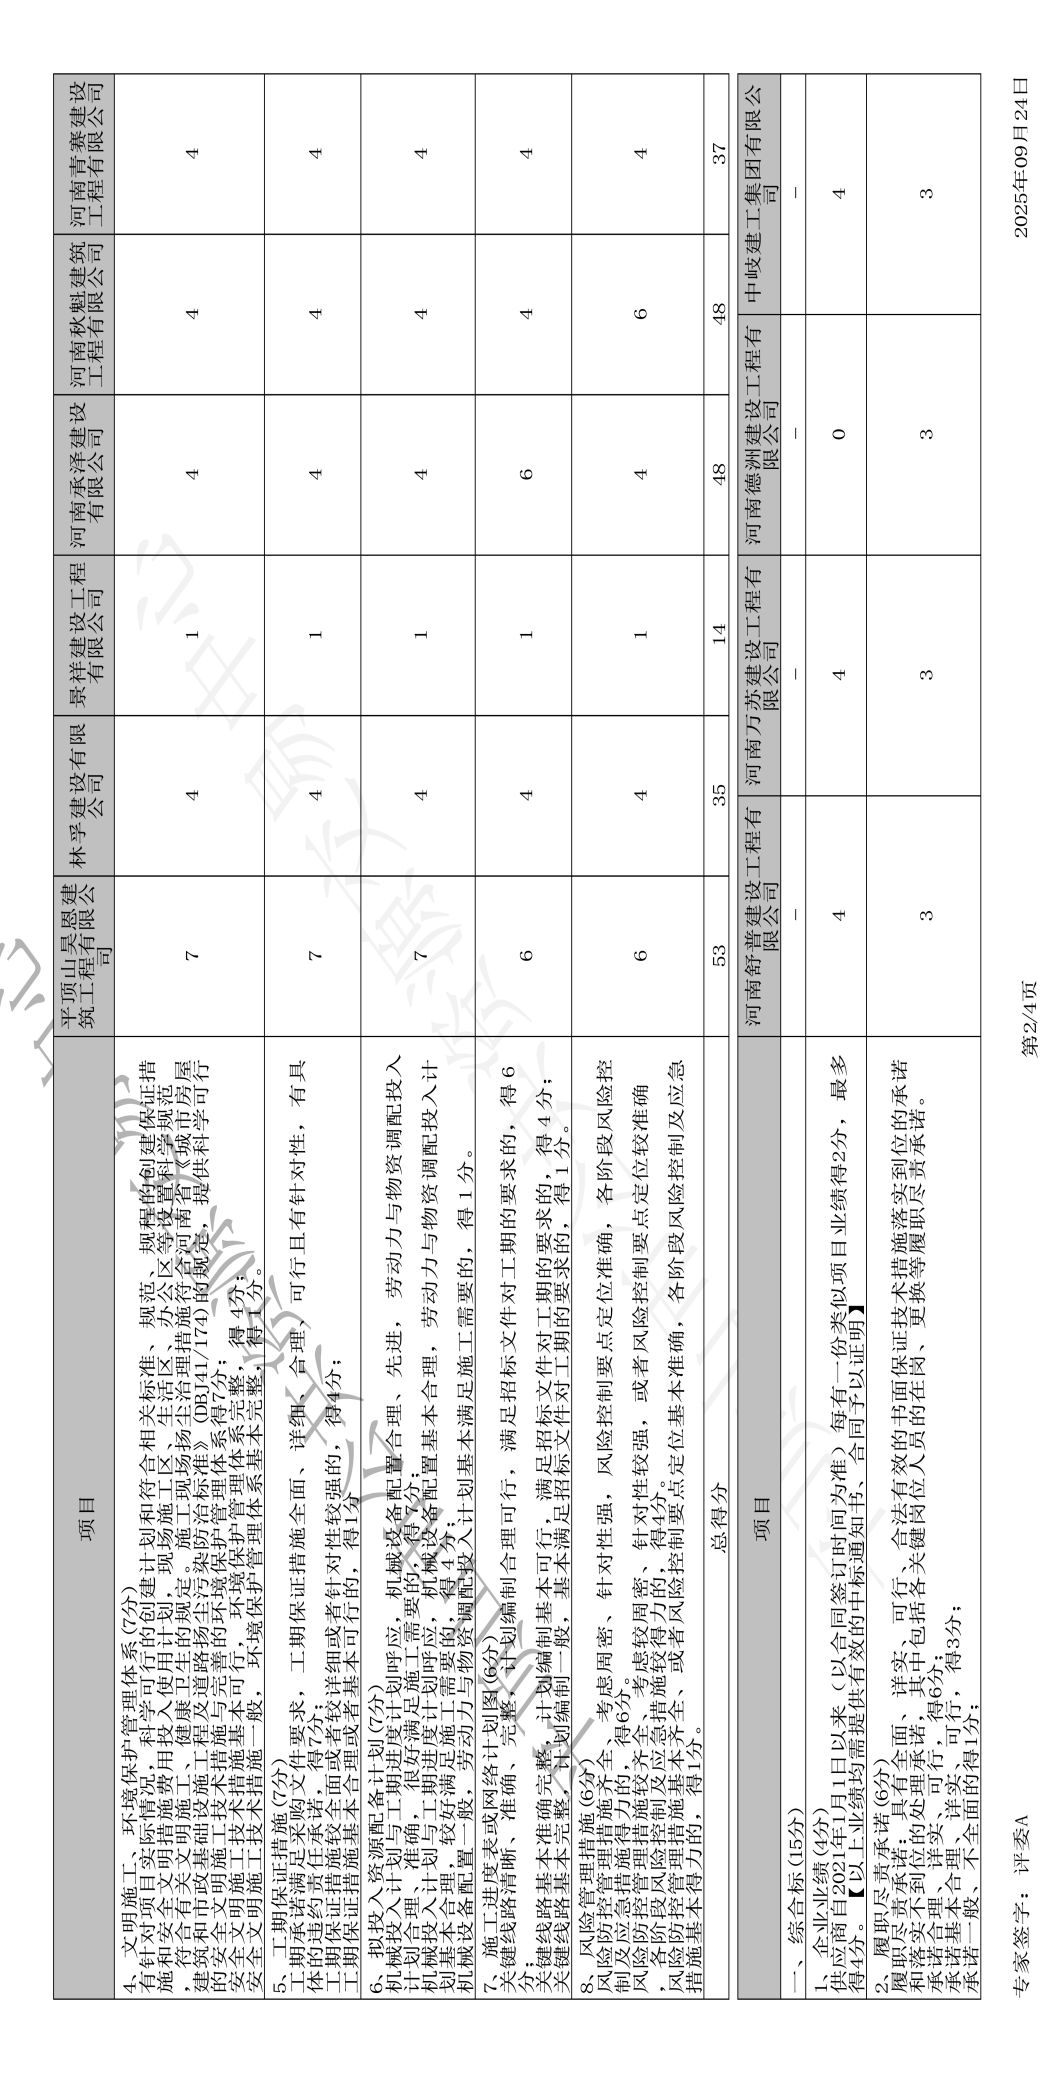 项目
平顶山昊恩建
筑工程有限公
司
林孚建设有限
公司
景祥建设工程
有限公司
河南承泽建设
有限公司
河南秋魁建筑
工程有限公司
河南青赛建设
工程有限公司
4、文明施工、环境保护管理体系(7分)
有针对项目实际情况，科学可行的创建计划和符合相关标准、规范、规程的创建保证措
施和安全文明措施费用投入使用计划，现场施工区、生活区、办公区等设置科学规范
，符合有关文明施工、健康卫生的规定。施工现场扬尘治理措施符合河南省《城市房屋
建筑和市政基础设施工程及道路扬尘污染防治标准》（DBJ41/174)的规定，提供科学可行
的安全文明施工技术措施与完善的环境保护管理体系得7分；
安全文明施工技术措施基本可行，环境保护管理体系完整，得 4分；
安全文明施工技术措施一般，环境保护管理体系基本完整，得 1分。
7 4 1 4 4 4
5、工期保证措施(7分)
工期承诺满足采购文件要求，工期保证措施全面、详细、合理、可行且有针对性，有具
体的违约责任承诺，得7分；
工期保证措施较全面或者较详细或者针对性较强的，得4分；
工期保证措施基本合理或者基本可行的，得1分
7 4 1 4 4 4
6、拟投入资源配备计划(7分)
机械投入计划与工期进度计划呼应，机械设备配置合理、先进，劳动力与物资调配投入
计划合理、准确，很好满足施工需要的，得7分；
机械投入计划与工期进度计划呼应，机械设备配置基本合理，劳动力与物资调配投入计
划基本合理，较好满足施工需要的，得 4 分；
机械设备配置一般，劳动力与物资调配投入计划基本满足施工需要的，得 1 分。
7 4 1 4 4 4
7、施工进度表或网络计划图(6分)
关键线路清晰、准确、完整，计划编制合理可行，满足招标文件对工期的要求的，得 6
分；
关键线路基本准确完整，计划编制基本可行，满足招标文件对工期的要求的，得 4 分；
关键线路基本完整，计划编制一般，基本满足招标文件对工期的要求的，得 1 分。
6 4 1 6 4 4
8、风险管理措施(6分)
风险防控管理措施齐全、考虑周密、针对性强，风险控制要点定位准确，各阶段风险控
制及应急措施得力的，得6分。
风险防控管理措施较齐全、考虑较周密、针对性较强，或者风险控制要点定位较准确
，各阶段风险控制及应急措施较得力的，得4分。
风险防控管理措施基本齐全、或者风险控制要点定位基本准确，各阶段风险控制及应急
措施基本得力的，得1分。
6 4 1 4 6 4
总得分 53 35 14 48 48 37
项目
河南舒普建设工程有
限公司
河南万苏建设工程有
限公司
河南德洲建设工程有
限公司
中岐建工集团有限公
司
一、综合标(15分) – – – –
1、企业业绩(4分)
供应商自2021年1月1日以来（以合同签订时间为准）每有一份类似项目业绩得2分，最多
得4分。【以上业绩均需提供有效的中标通知书、合同予以证明】
4 4 0 4
2、履职尽责承诺(6分)
履职尽责承诺：具有全面、详实、可行、合法有效的书面保证技术措施落实到位的承诺
和落实不到位的处理承诺，其中包括各关键岗位人员的在岗、更换等履职尽责承诺。
承诺合理、详实、可行，得6分；
承诺基本合理、详实、可行，得3分；
承诺一般、不全面的得1分；
3 3 3 3
专家签字：评委A
第2/4页
2025年09月24日